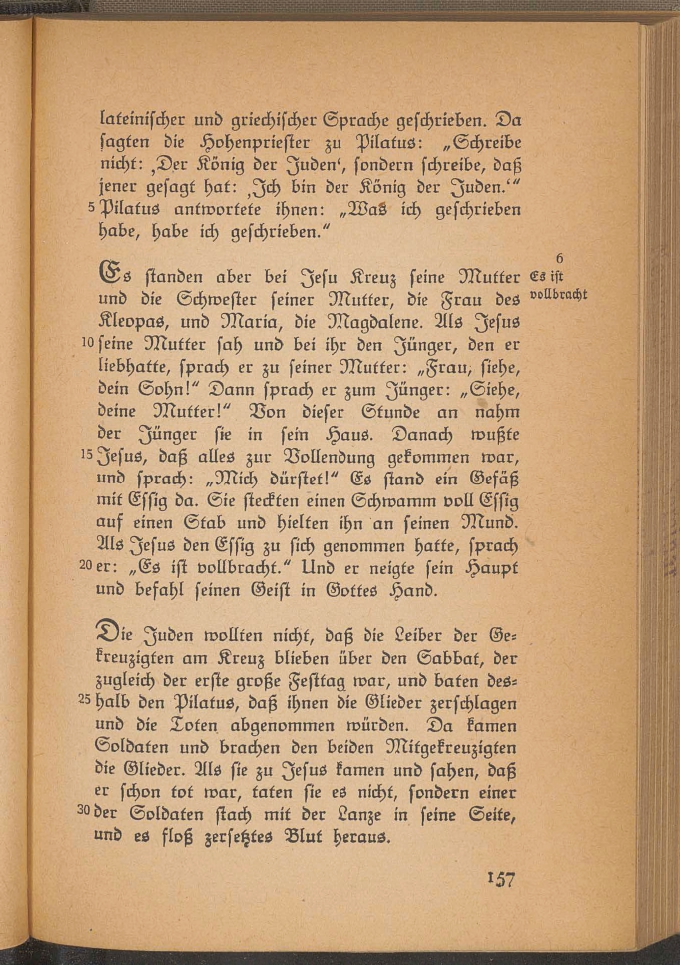 lateinischer und griechischer Sprache geschrieben. Da
sagten die Hohenpriester zu Pilatus: „Schreibe
nicht: ‚Der König der Juden‘, sondern schreibe, daß
jener gesagt hat: ‚Ich bin der König der Juden.‘“
5 Pilatus antwortete ihnen: „Was ich geschrieben
habe, habe ich geschrieben.“
6
Es ist
vollbracht
Es standen aber bei Jesu Kreuz seine Mutter
und die Schwester seiner Mutter, die Frau des
Kleopas, und Maria, die Magdalene. Als Jesus
10 seine Mutter sah und bei ihr den Jünger, den er
liebhatte, sprach er zu seiner Mutter: „Frau, siehe,
dein Sohn!“ Dann sprach er zum Jünger: „Siehe,
deine Mutter!“ Von dieser Stunde an nahm
der Jünger sie in sein Haus. Danach wußte
15 Jesus, daß alles zur Vollendung gekommen war,
und sprach: „Mich dürstet!“ Es stand ein Gefäß
mit Essig da. Sie steckten einen Schwamm voll Essig
auf einen Stab und hielten ihn an seinen Mund.
Als Jesus den Essig zu sich genommen hatte, sprach
20 er: „Es ist vollbracht.“ Und er neigte sein Haupt
und befahl seinen Geist in Gottes Hand.
Die Juden wollten nicht, daß die Leiber der Ge-
kreuzigten am Kreuz blieben über den Sabbat, der
zugleich der erste große Festtag war, und baten des-
25 halb den Pilatus, daß ihnen die Glieder zerschlagen
und die Toten abgenommen würden. Da kamen
Soldaten und brachen den beiden Mitgekreuzigten
die Glieder. Als sie zu Jesus kamen und sahen, daß
er schon tot war, taten sie es nicht, sondern einer
30 der Soldaten stach mit der Lanze in seine Seite,
und es floß zersetztes Blut heraus.
157